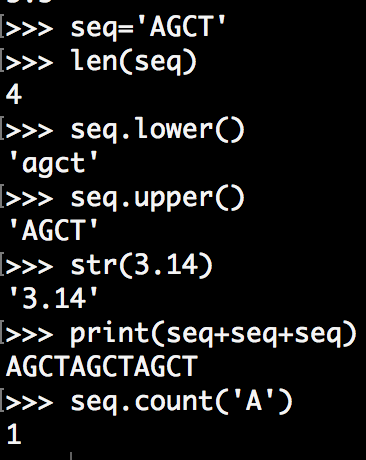 >>> seq='AGCT'
>>> len(seq)
4
>>> seq.lower()
'agct'
>>> seq.upper()
'AGCT'
>>> str(3.14)
'3.14'
>>> print(seq+seq+seq)
AGCTAGCTAGCT
>>> seq.count('A')
1